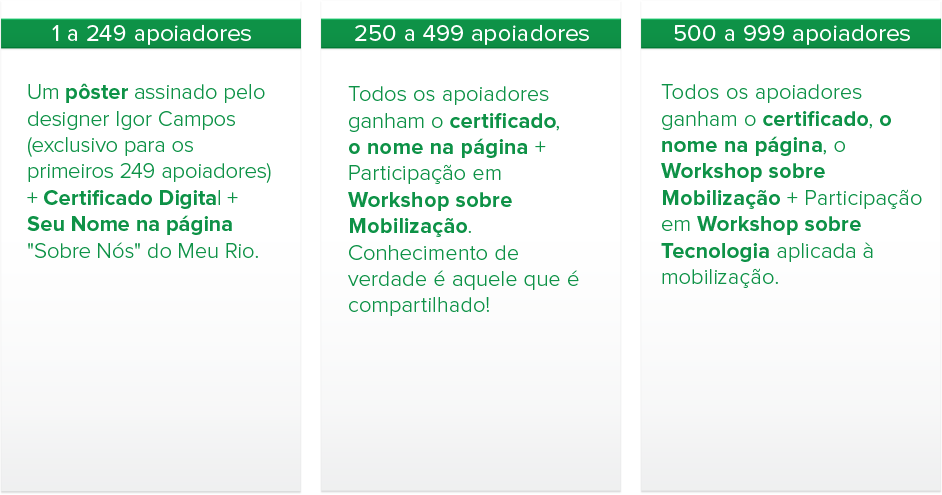 1 a 249 apoiadores
Um pôster assinado pelo
designer Igor Campos
(exclusivo para os
primeiros 249 apoiadores)
+ Certificado Digital +
Seu Nome na página
"Sobre Nós" do Meu Rio.
250 a 499 apoiadores
Todos os apoiadores
ganham o certificado,
o nome na página +
Participação em
Workshop sobre
Mobilização.
Conhecimento de
verdade é aquele que é
compartilhado!
500 a 999 apoiadores
Todos os apoiadores
ganham o certificado, o
nome na página, o
Workshop sobre
Mobilização + Participação
em Workshop sobre
Tecnologia aplicada à
mobilização.